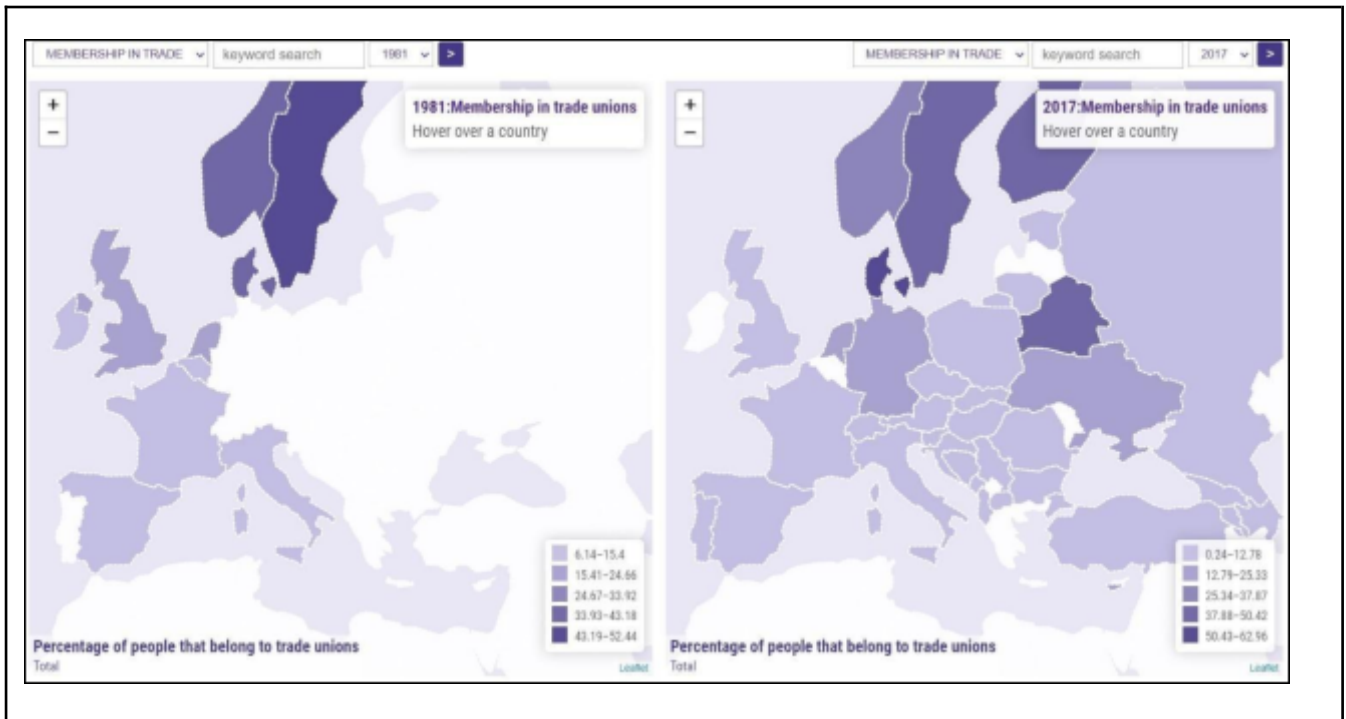 MEMBERSHIP IN TRADE keyword search 1981 >
+
−
1981:Membership in trade unions
Hover over a country
6.14–15.4
15.41–24.66
24.67–33.92
33.93–43.18
43.19–52.44
Percentage of people that belong to trade unions
Total
Leaflet
MEMBERSHIP IN TRADE keyword search 2017 >
+
−
2017:Membership in trade unions
Hover over a country
0.24–12.78
12.79–25.33
25.34–37.87
37.88–50.42
50.43–62.96
Percentage of people that belong to trade unions
Total
Leaflet